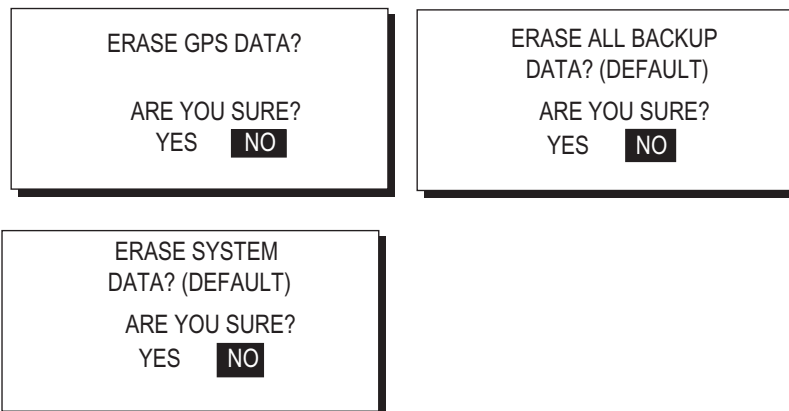 ERASE GPS DATA?
ARE YOU SURE?
YES NO
ERASE ALL BACKUP
DATA? (DEFAULT)
ARE YOU SURE?
YES NO
ERASE SYSTEM
DATA? (DEFAULT)
ARE YOU SURE?
YES NO